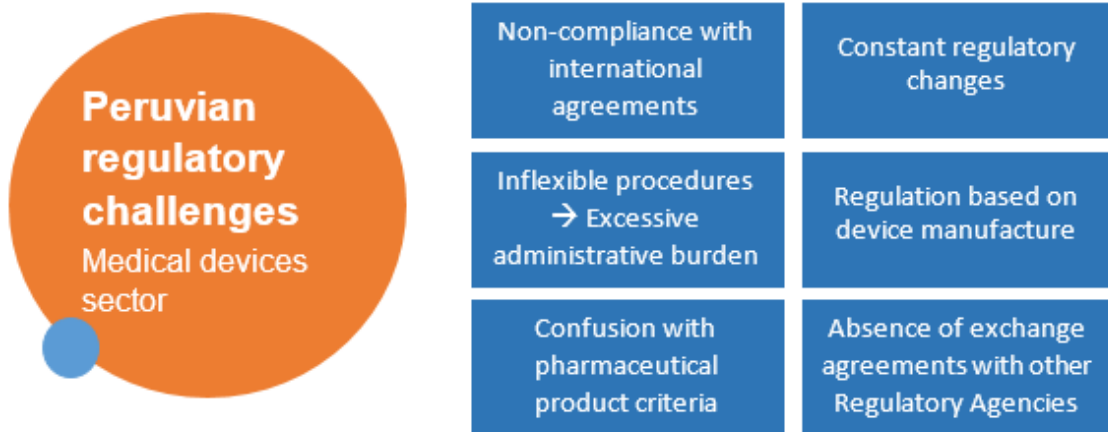 Peruvian
regulatory
challenges
Medical devices
sector
Non-compliance with
international
agreements
Constant regulatory
changes
Inflexible procedures
→ Excessive
administrative burden
Regulation based on
device manufacture
Confusion with
pharmaceutical
product criteria
Absence of exchange
agreements with other
Regulatory Agencies